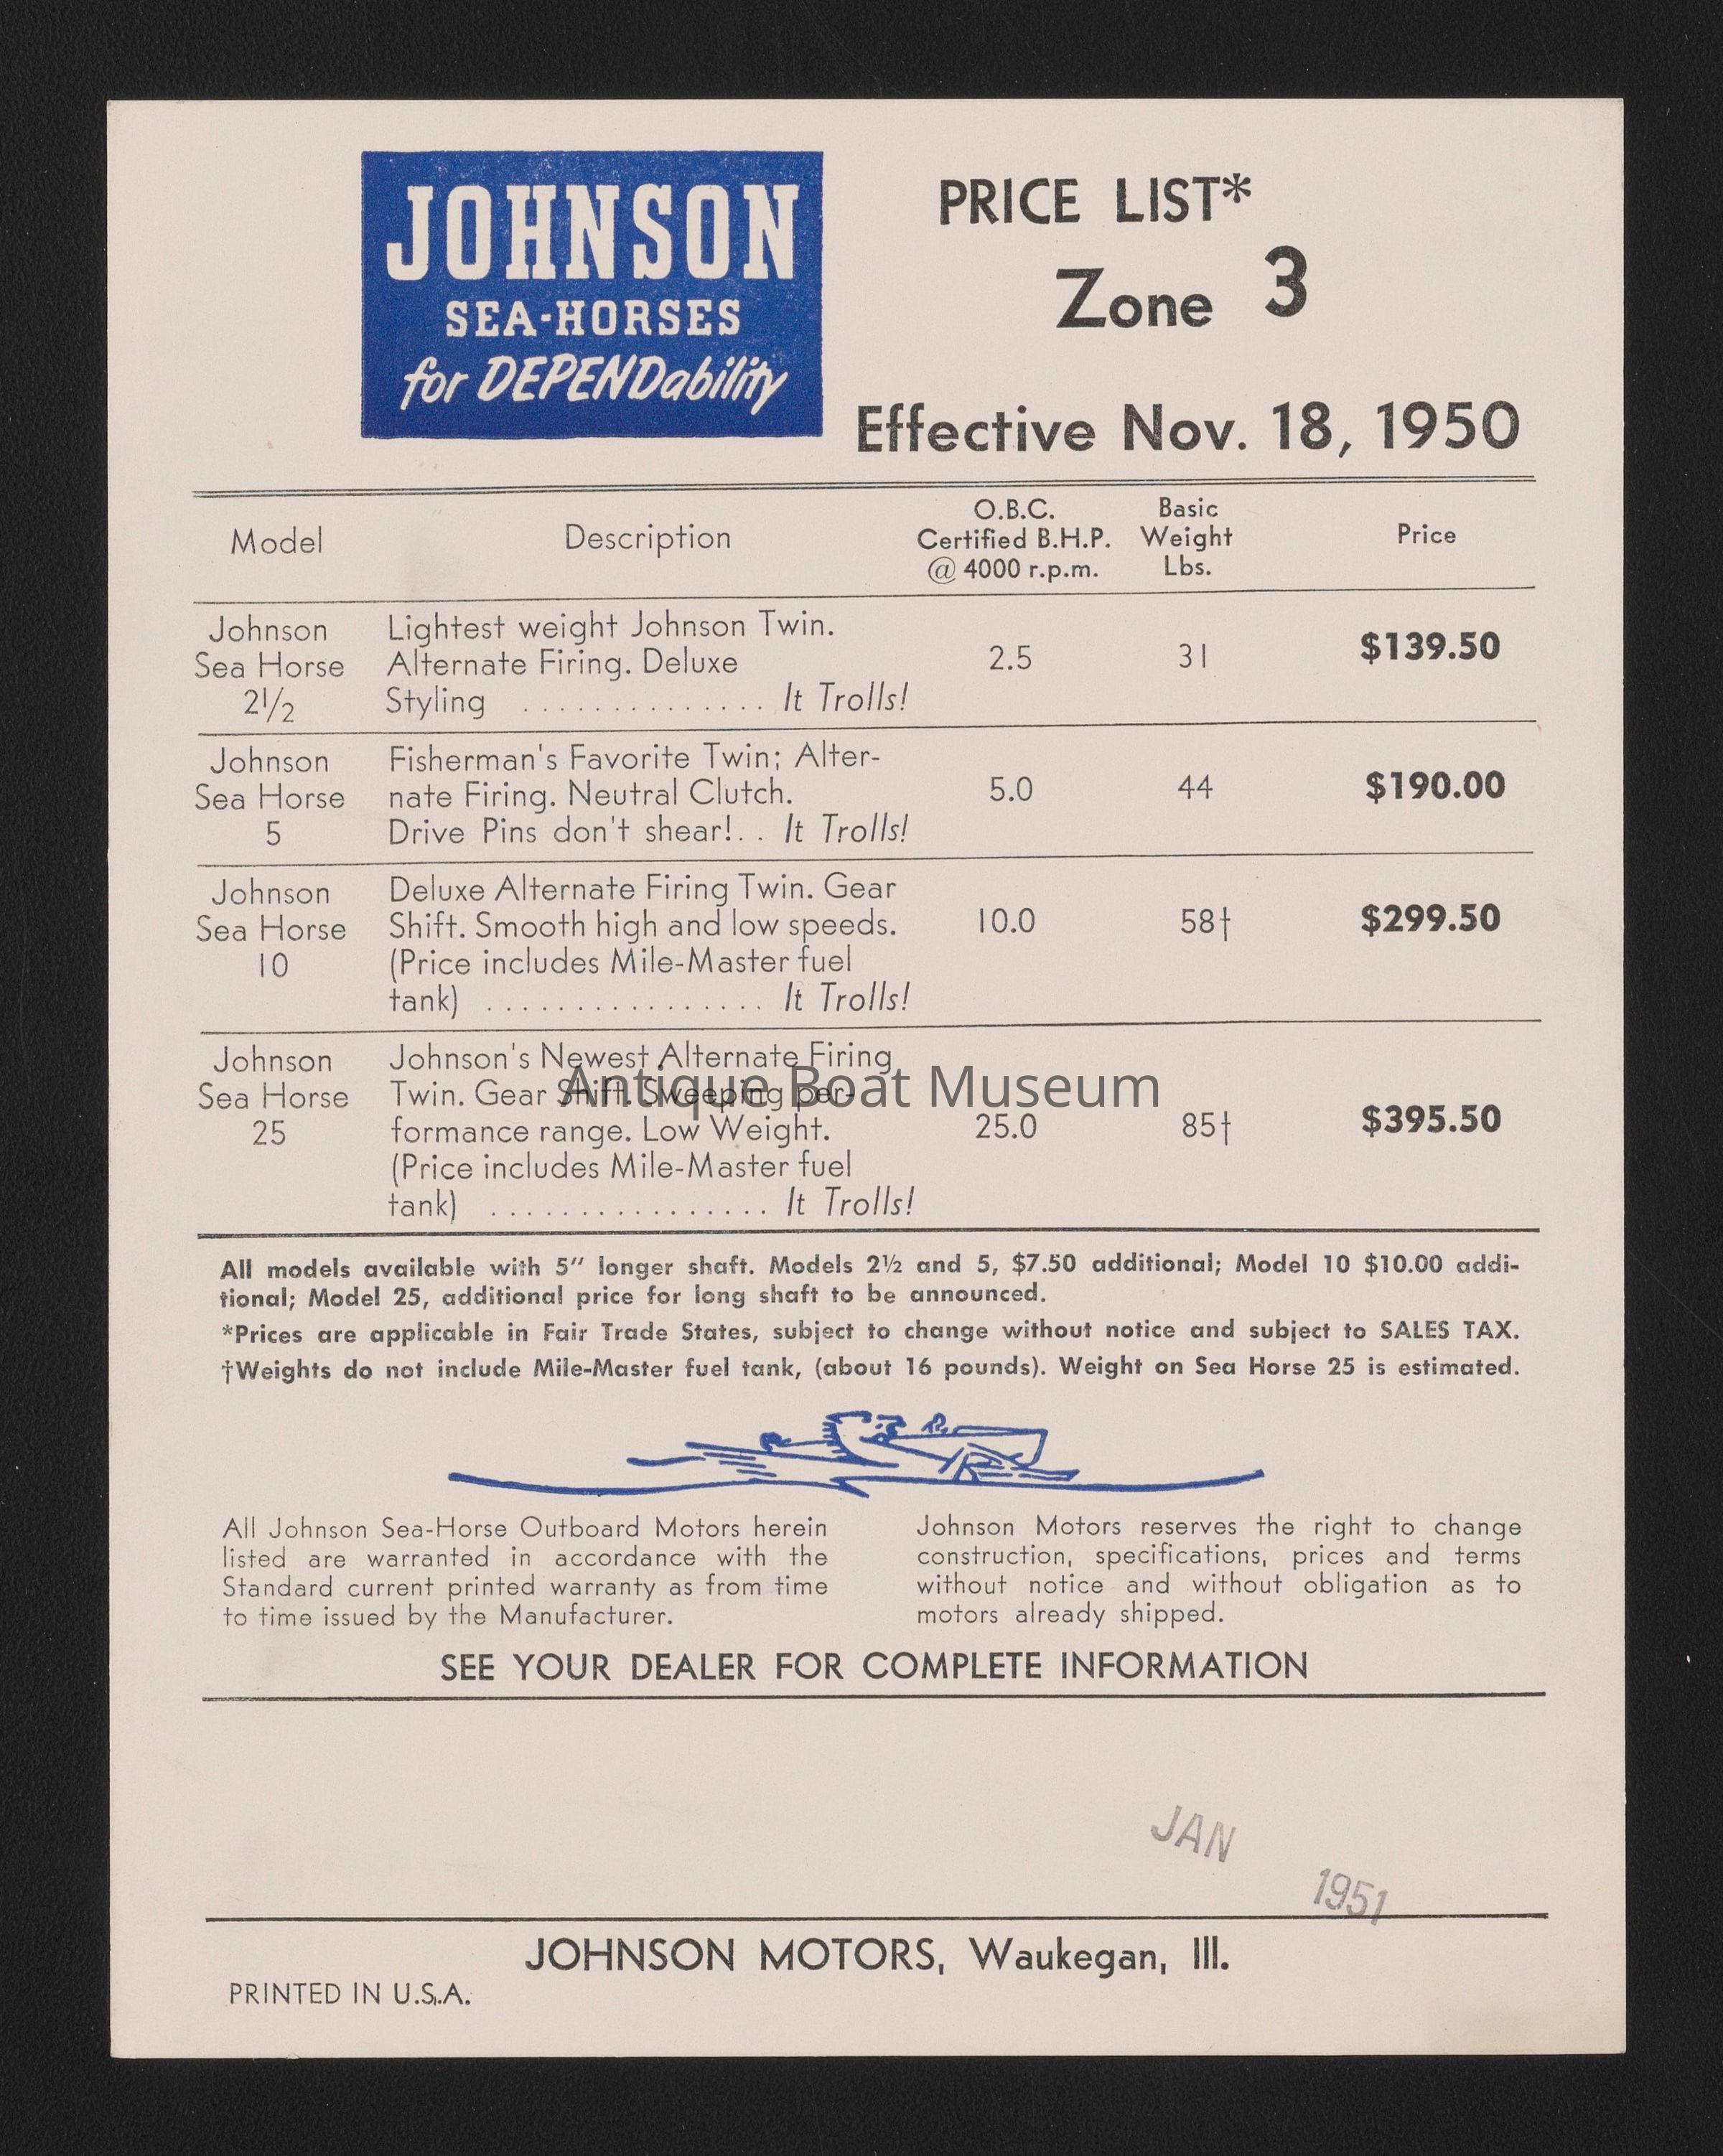 JOHNSON
SEA-HORSES
for DEPENDability
PRICE LIST*
Zone 3
Effective Nov. 18, 1950
Model
Description
O.B.C.
Certified B.H.P.
@ 4000 r.p.m.
Basic
Weight
Lbs.
Price
Johnson
Sea Horse
2½
Lightest weight Johnson Twin.
Alternate Firing. Deluxe
Styling .............. It Trolls!
2.5
31
$139.50
Johnson
Sea Horse
5
Fisherman's Favorite Twin; Alter-
nate Firing. Neutral Clutch.
Drive Pins don't shear!.. It Trolls!
5.0
44
$190.00
Johnson
Sea Horse
10
Deluxe Alternate Firing Twin. Gear
Shift. Smooth high and low speeds.
(Price includes Mile-Master fuel
tank) ................ It Trolls!
10.0
58†
$299.50
Johnson
Sea Horse
25
Johnson's Newest Alternate Firing
Twin. Gear Shift. Sweeping per-
formance range. Low Weight.
(Price includes Mile-Master fuel
tank) ................ It Trolls!
25.0
85†
$395.50
Antique Boat Museum
All models available with 5″ longer shaft. Models 2½ and 5, $7.50 additional; Model 10 $10.00 addi-
tional; Model 25, additional price for long shaft to be announced.
*Prices are applicable in Fair Trade States, subject to change without notice and subject to SALES TAX.
†Weights do not include Mile-Master fuel tank, (about 16 pounds). Weight on Sea Horse 25 is estimated.
All Johnson Sea-Horse Outboard Motors herein
listed are warranted in accordance with the
Standard current printed warranty as from time
to time issued by the Manufacturer.
Johnson Motors reserves the right to change
construction, specifications, prices and terms
without notice and without obligation as to
motors already shipped.
SEE YOUR DEALER FOR COMPLETE INFORMATION
JAN
1951
JOHNSON MOTORS, Waukegan, Ill.
PRINTED IN U.S.A.